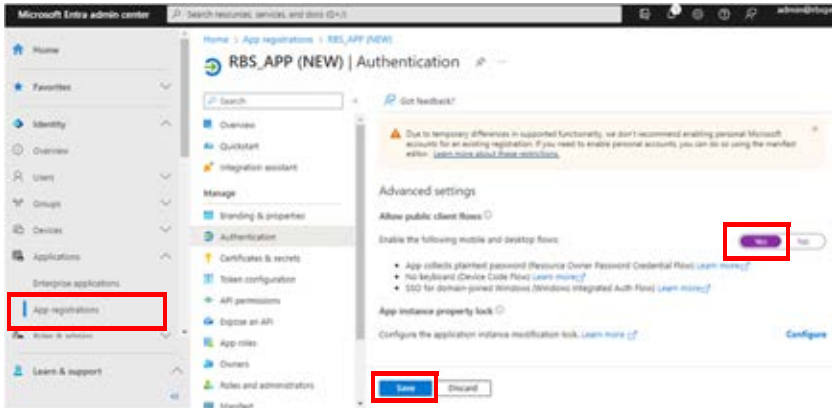 Microsoft Entra admin center
Search resources, services, and docs (G+/)
Home
Favorites
Identity
Overview
Users
Groups
Devices
Applications
Enterprise applications
App registrations
Roles & admins
Learn & support
Home > App registrations > RBS_APP (NEW)
RBS_APP (NEW) | Authentication
Search
Overview
Quickstart
Integration assistant
Manage
Branding & properties
Authentication
Certificates & secrets
Token configuration
API permissions
Expose an API
App roles
Owners
Roles and administrators
Manifest
Got feedback?
Due to temporary differences in supported functionality, we don't recommend enabling personal Microsoft
accounts for an existing registration. If you need to enable personal accounts, you can do so using the manifest
editor. Learn more about these restrictions.
Advanced settings
Allow public client flows
Enable the following mobile and desktop flows:
Yes
No
App collects plaintext password (Resource Owner Password Credential Flow) Learn more
No keyboard (Device Code Flow) Learn more
SSO for domain-joined Windows (Windows Integrated Auth Flow) Learn more
App instance property lock
Configure the application instance modification lock. Learn more
Configure
Save
Discard